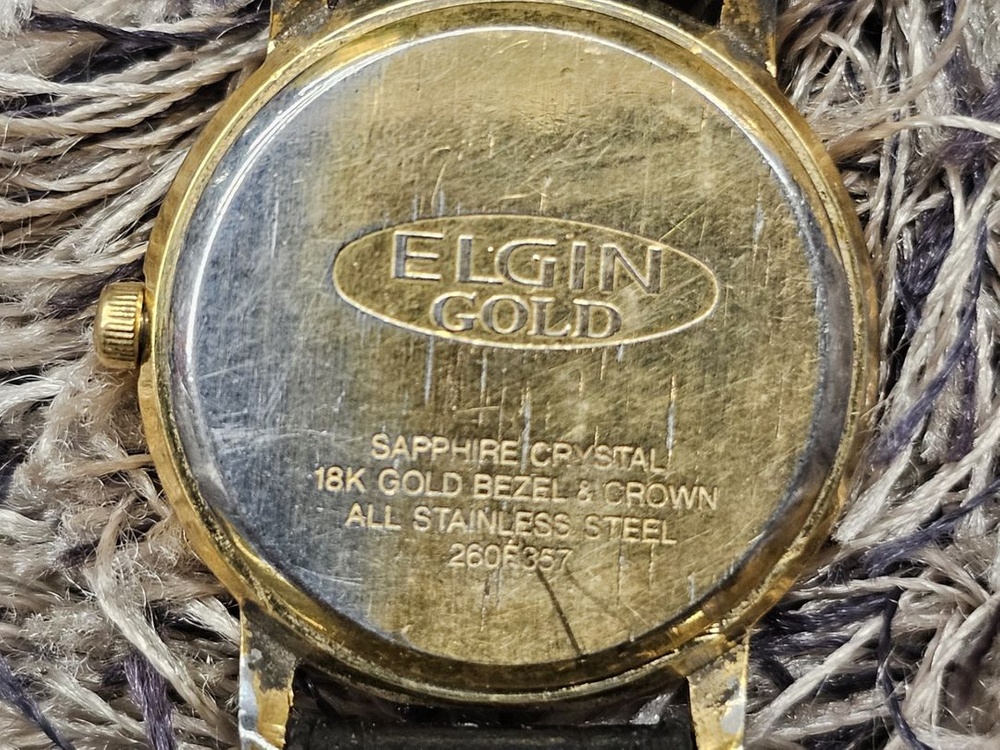 ELGIN
GOLD
SAPPHIRE CRYSTAL
18K GOLD BEZEL & CROWN
ALL STAINLESS STEEL
260F357